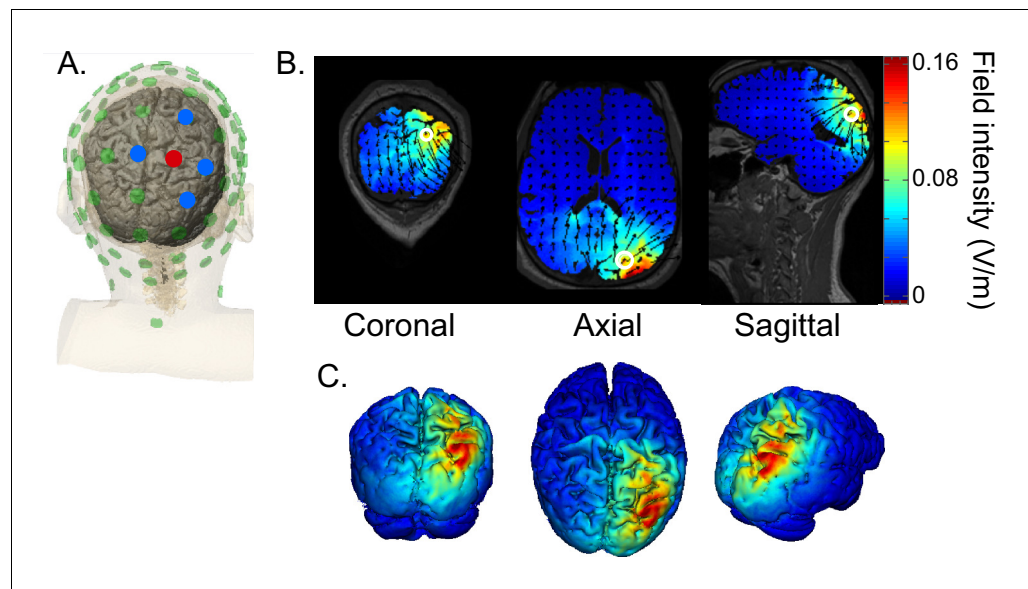 A.
B.
0.16
0.08
0
Field intensity (V/m)
Coronal
Axial
Sagittal
C.